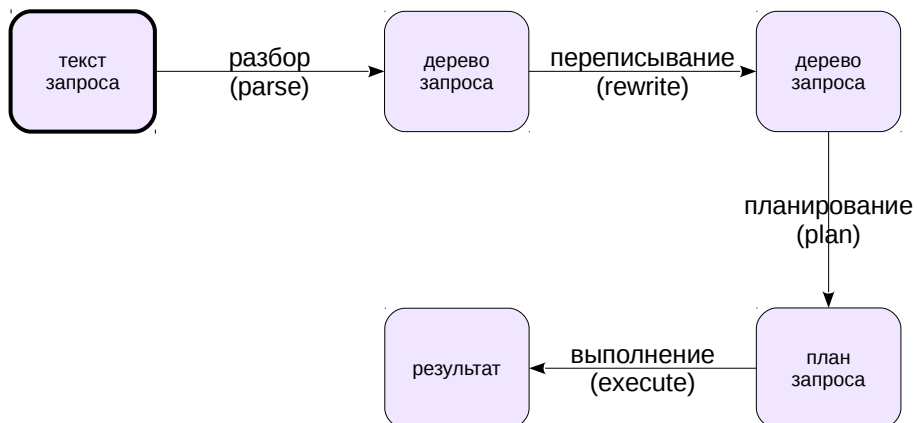 текст
запроса
разбор
(parse)
дерево
запроса
переписывание
(rewrite)
дерево
запроса
планирование
(plan)
результат
выполнение
(execute)
план
запроса